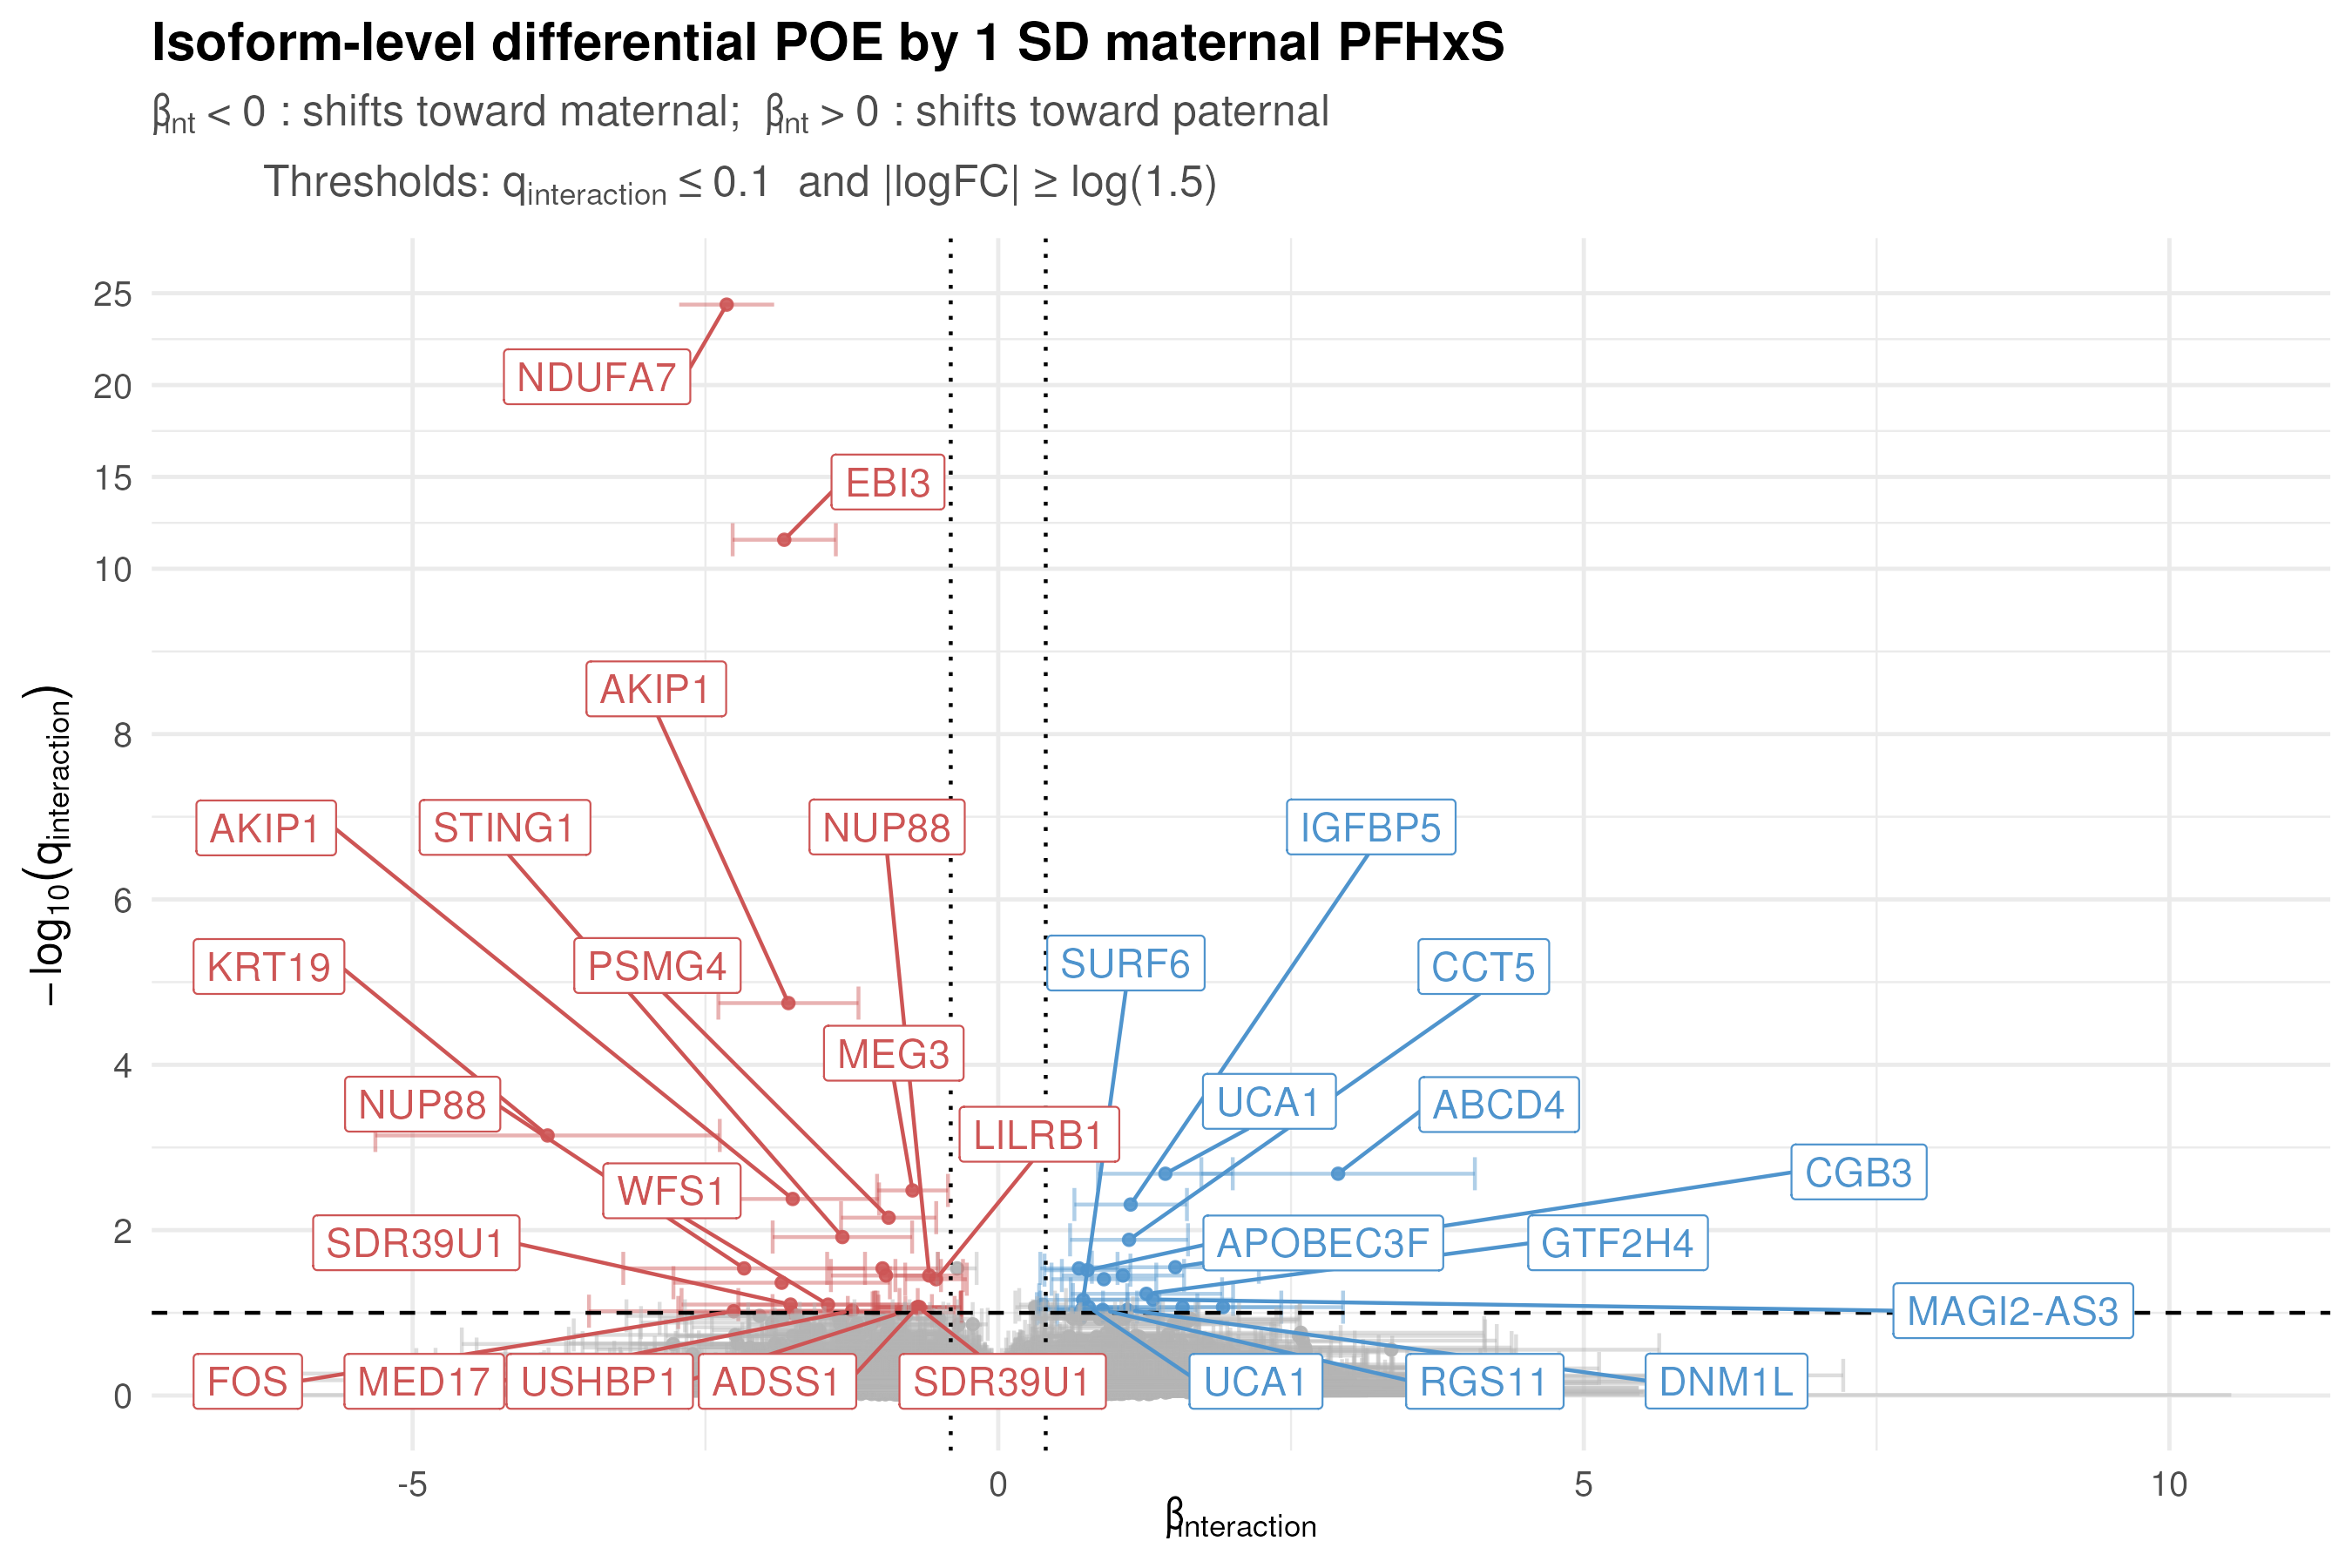 Isoform-level differential POE by 1 SD maternal PFHxS
βint < 0 : shifts toward maternal; βint > 0 : shifts toward paternal
Thresholds: qinteraction ≤ 0.1 and |logFC| ≥ log(1.5)
25
NDUFA7
20
EBI3
15
10
AKIP1
8
AKIP1 STING1 NUP88 IGFBP5
6
KRT19 PSMG4 SURF6 CCT5
MEG3
4
NUP88 UCA1 ABCD4
LILRB1
CGB3
WFS1
2
SDR39U1 APOBEC3F GTF2H4
MAGI2-AS3
FOS MED17 USHBP1 ADSS1 SDR39U1 UCA1 RGS11 DNM1L
0
-5 0 5 10
βinteraction
−log10(qinteraction)